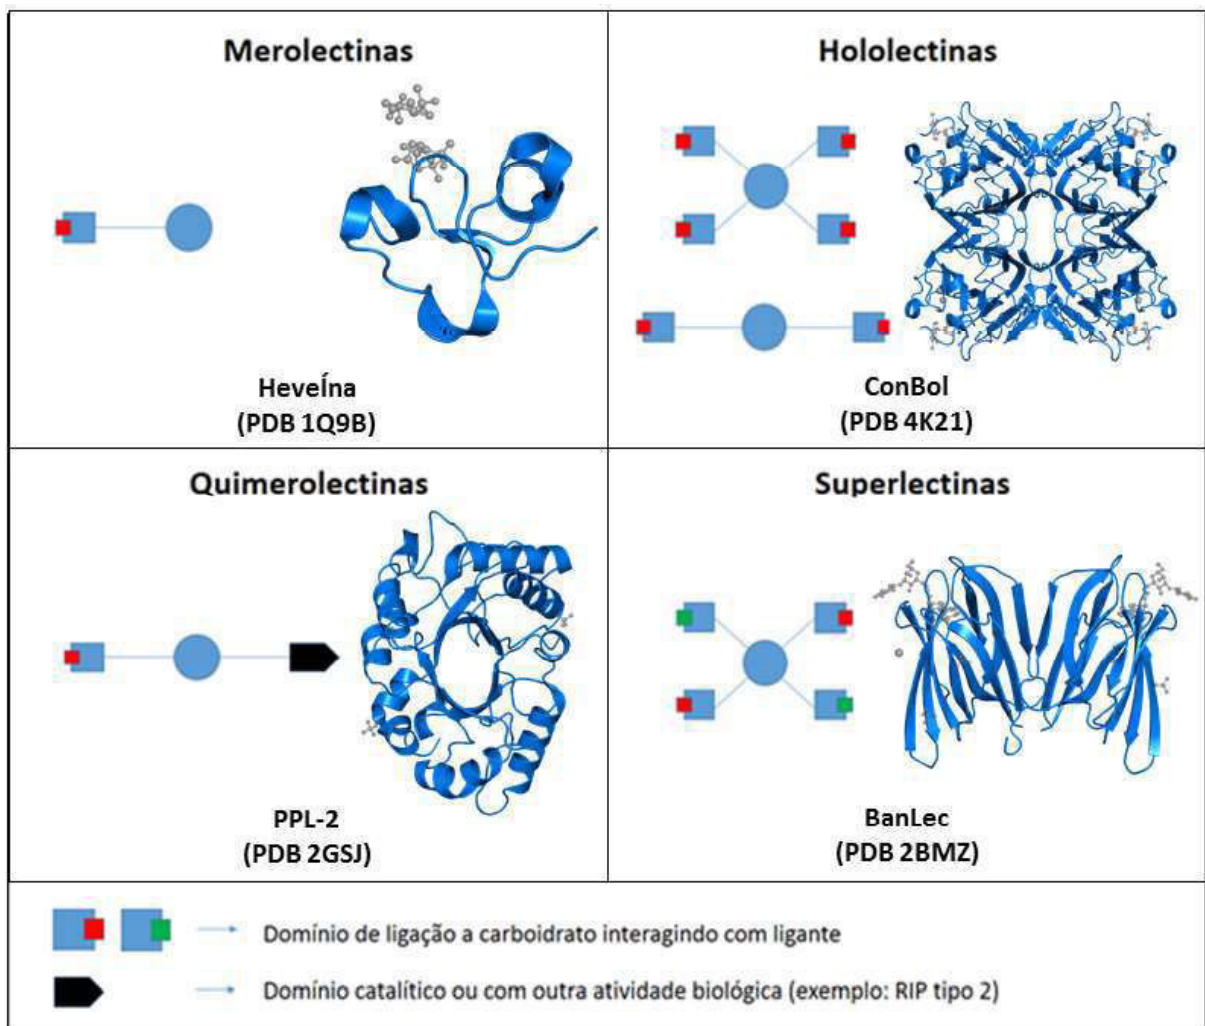 Merolectinas
Hololectinas
HeveÍna
(PDB 1Q9B)
ConBol
(PDB 4K21)
Quimerolectinas
Superlectinas
PPL-2
(PDB 2GSJ)
BanLec
(PDB 2BMZ)
Domínio de ligação a carboidrato interagindo com ligante
Domínio catalítico ou com outra atividade biológica (exemplo: RIP tipo 2)